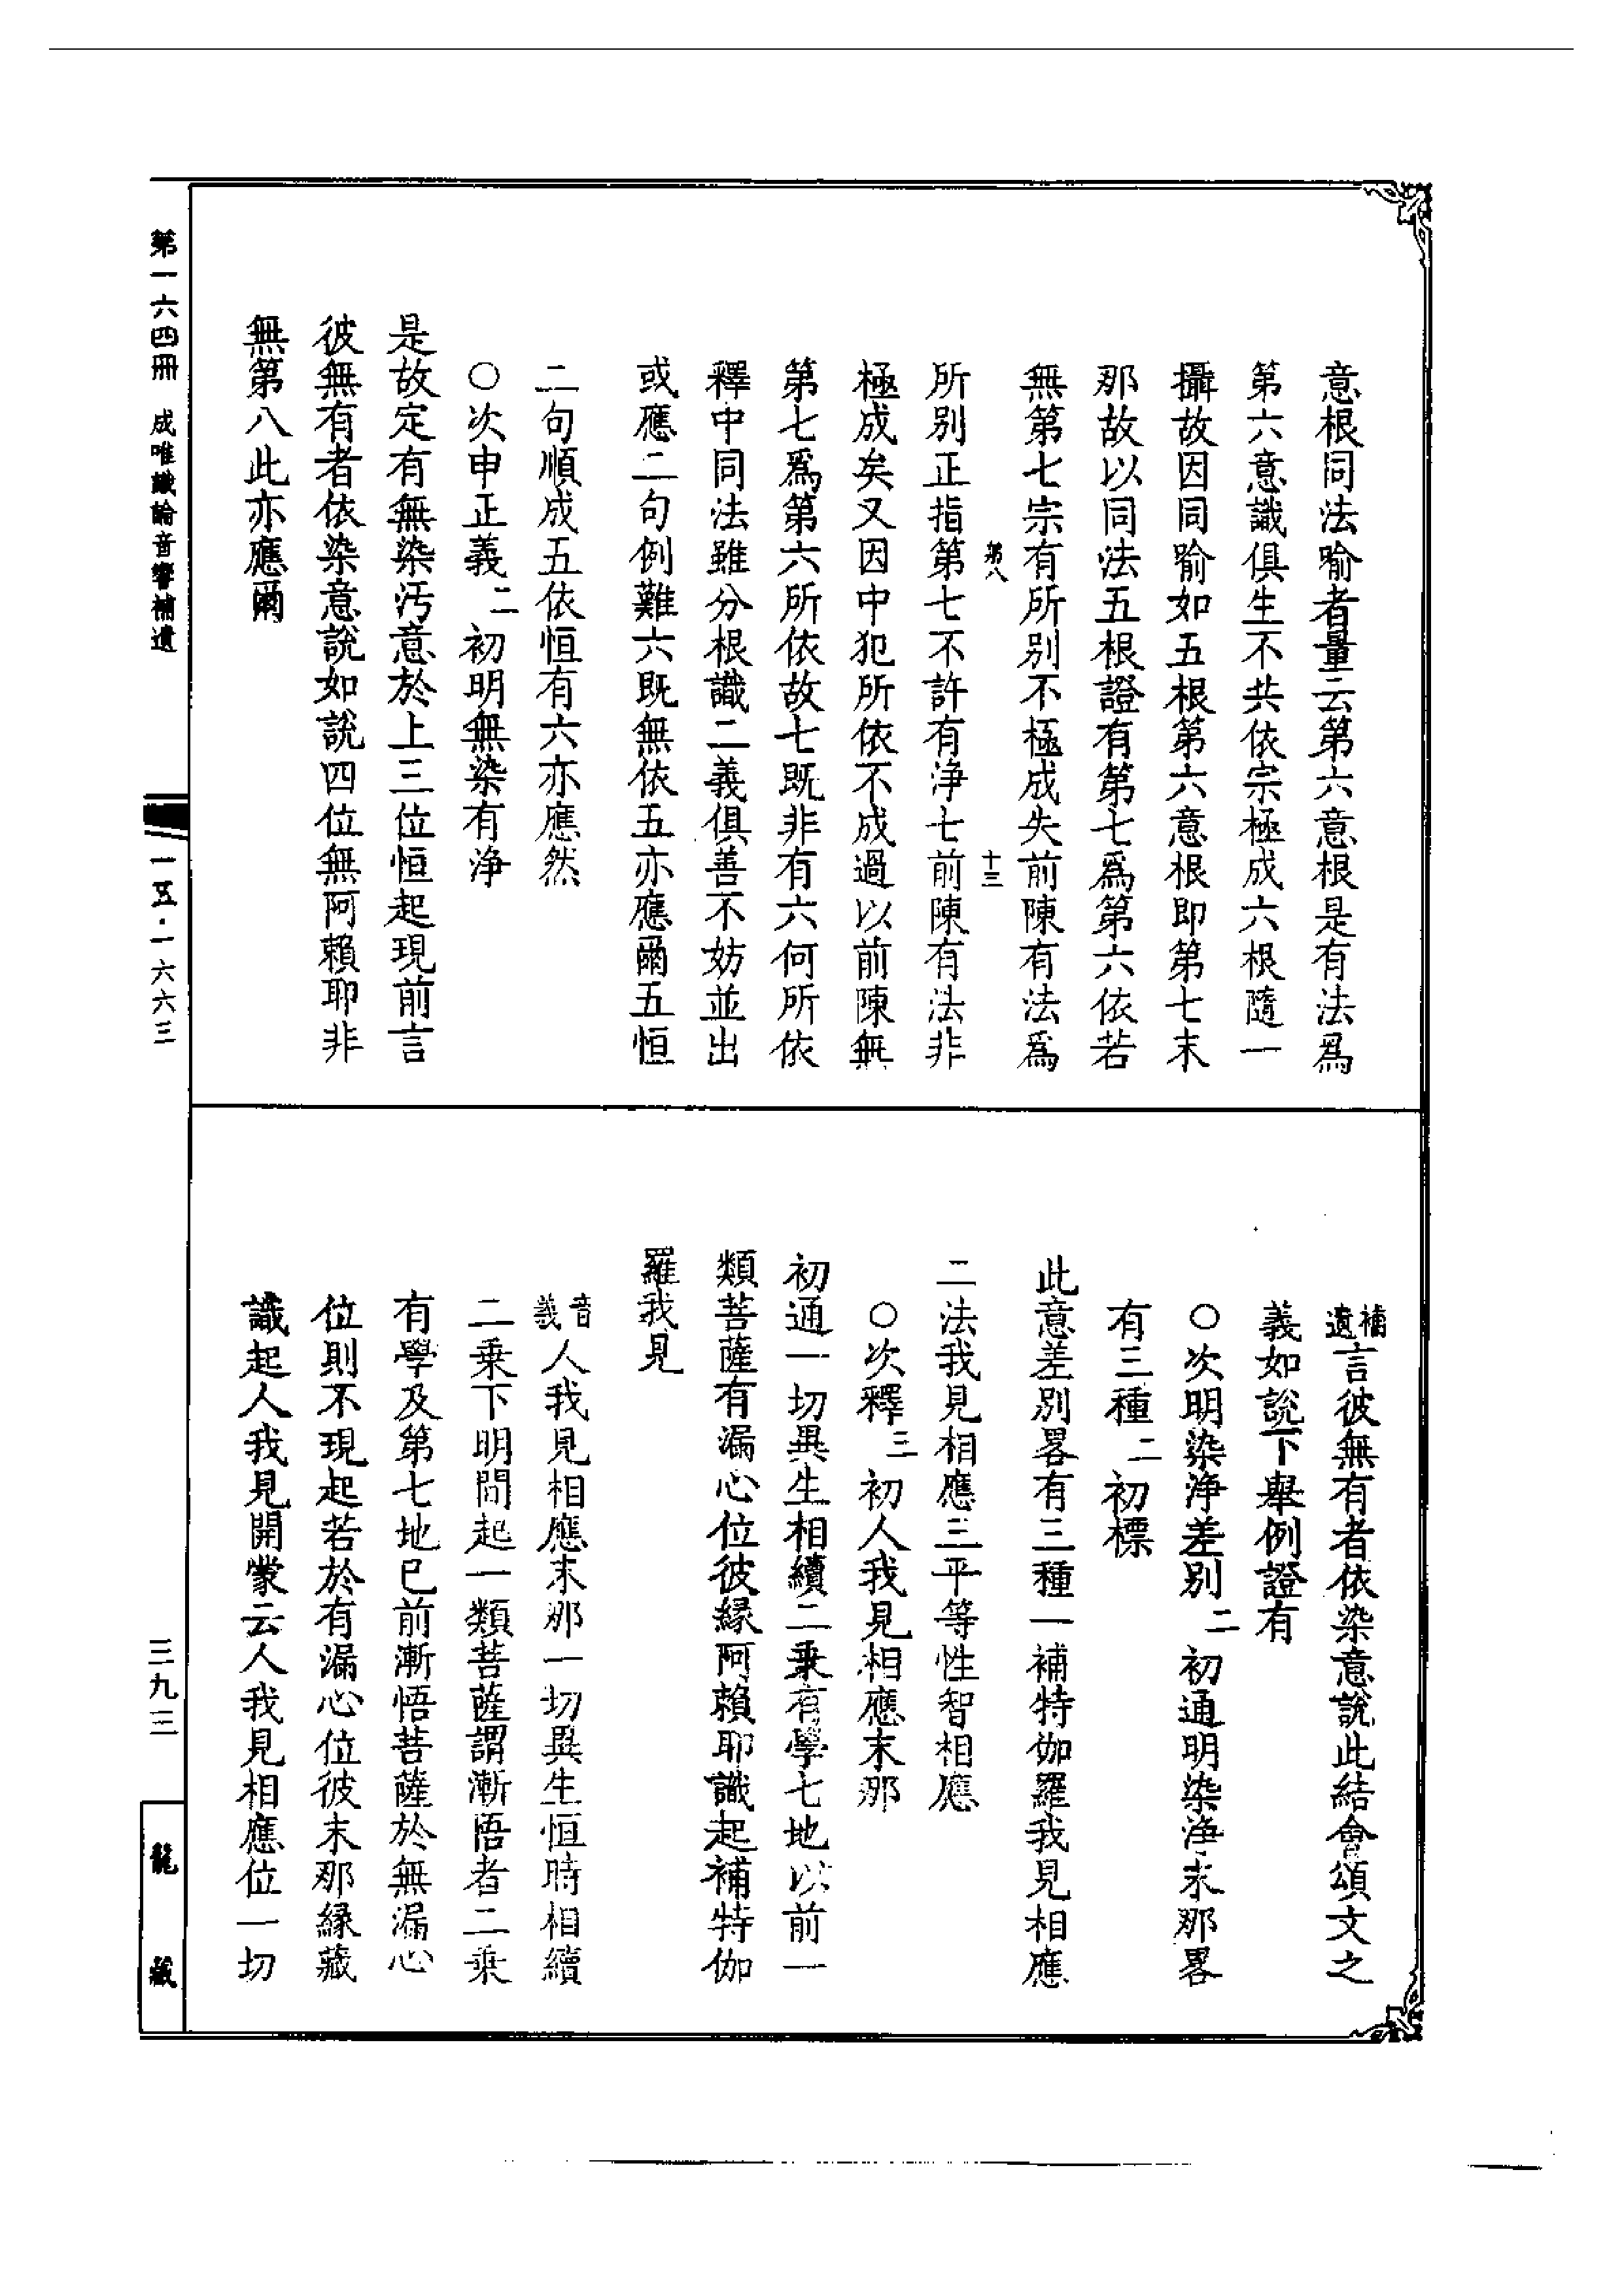 意根同法喻者量云第六意根是有法爲
第六意識俱生不共依宗極成六根隨一
攝故因同喻如五根第六意根即第七末
那故以同法五根證有第七爲第六依若
無第七宗有所別不極成失前陳有法爲
第八 十三
所別正指第七不許有淨七前陳有法非
極成矣又因中犯所依不成過以前陳無
第七爲第六所依故七既非有六何所依
釋中同法雖分根識二義俱善不妨並出
或應二句例難六既無依五亦應爾五恒
二句順成五依恒有六亦應然
○次申正義二初明無染有淨
是故定有無染汚意於上三位恒起現前言
彼無有者依染意說如說四位無阿賴耶非
無第八此亦應爾
補遺言彼無有者依染意說此結會頌文之
義如說下舉例證有
○次明染淨差別二初通明染淨末那畧
有三種二初標
此意差別畧有三種一補特伽羅我見相應
二法我見相應三平等性智相應
○次釋三初人我見相應末那
初通一切異生相續二乘有學七地以前一
類菩薩有漏心位彼緣阿賴耶識起補特伽
羅我見
音義人我見相應末那一切異生恒時相續
二乘下明間起一類菩薩謂漸悟者二乘
有學及第七地已前漸悟菩薩於無漏心
位則不現起若於有漏心位彼末那緣藏
識起人我見開蒙云人我見相應位一切
第一六四冊 成唯識論音響補遺
一五·一六六三
三九三
龍藏